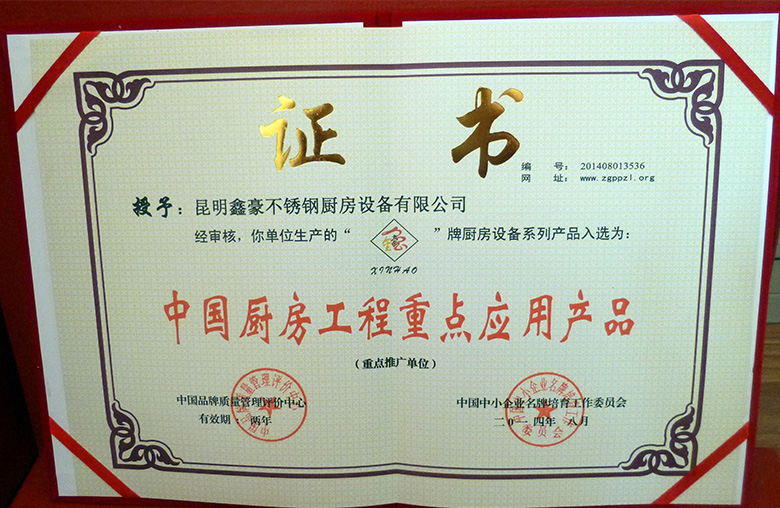 证书
编 号：201408013536
网 址：www.zgppzl.org
授予：昆明鑫豪不锈钢厨房设备有限公司
经审核，你单位生产的“ ”牌厨房设备系列产品入选为：
XINHAO
中国厨房工程重点应用产品
（重点推广单位）
中国品牌质量管理评价中心
有效期：两年
中国中小企业名牌培育工作委员会
二〇一四年 八月